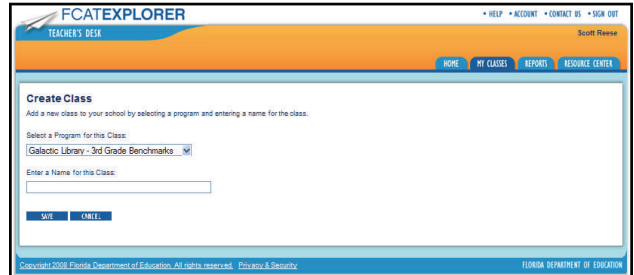 FCATEXPLORER
• HELP • ACCOUNT • CONTACT US • SIGN OUT
TEACHER'S DESK
Scott Reese
HOME MY CLASSES REPORTS RESOURCE CENTER
Create Class
Add a new class to your school by selecting a program and entering a name for the class.
Select a Program for this Class:
Galactic Library - 3rd Grade Benchmarks
Enter a Name for this Class:
SAVE CANCEL
Copyright 2008 Florida Department of Education. All rights reserved. Privacy & Security
FLORIDA DEPARTMENT OF EDUCATION